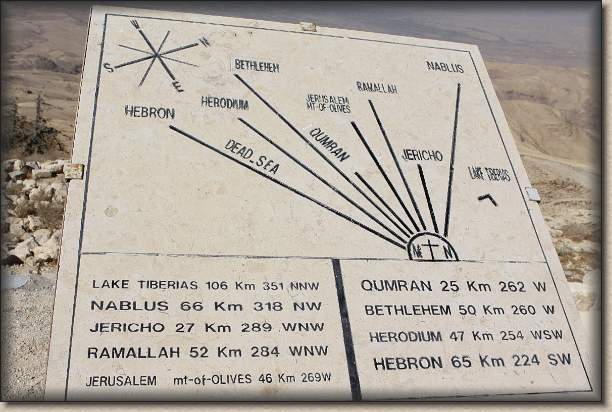 W
N
S
E
BETHLEHEM
NABLUS
RAMALLAH
JERUSALEM
MT-OF-OLIVES
HERODIUM
HEBRON
QUMRAN
JERICHO
DEAD_SEA
LAKE TIBERIAS
M N
LAKE TIBERIAS 106 Km 351 NNW
NABLUS 66 Km 318 NW
JERICHO 27 Km 289 WNW
RAMALLAH 52 Km 284 WNW
JERUSALEM mt-of-OLIVES 46 Km 269W
QUMRAN 25 Km 262 W
BETHLEHEM 50 Km 260 W
HERODIUM 47 Km 254 WSW
HEBRON 65 Km 224 SW